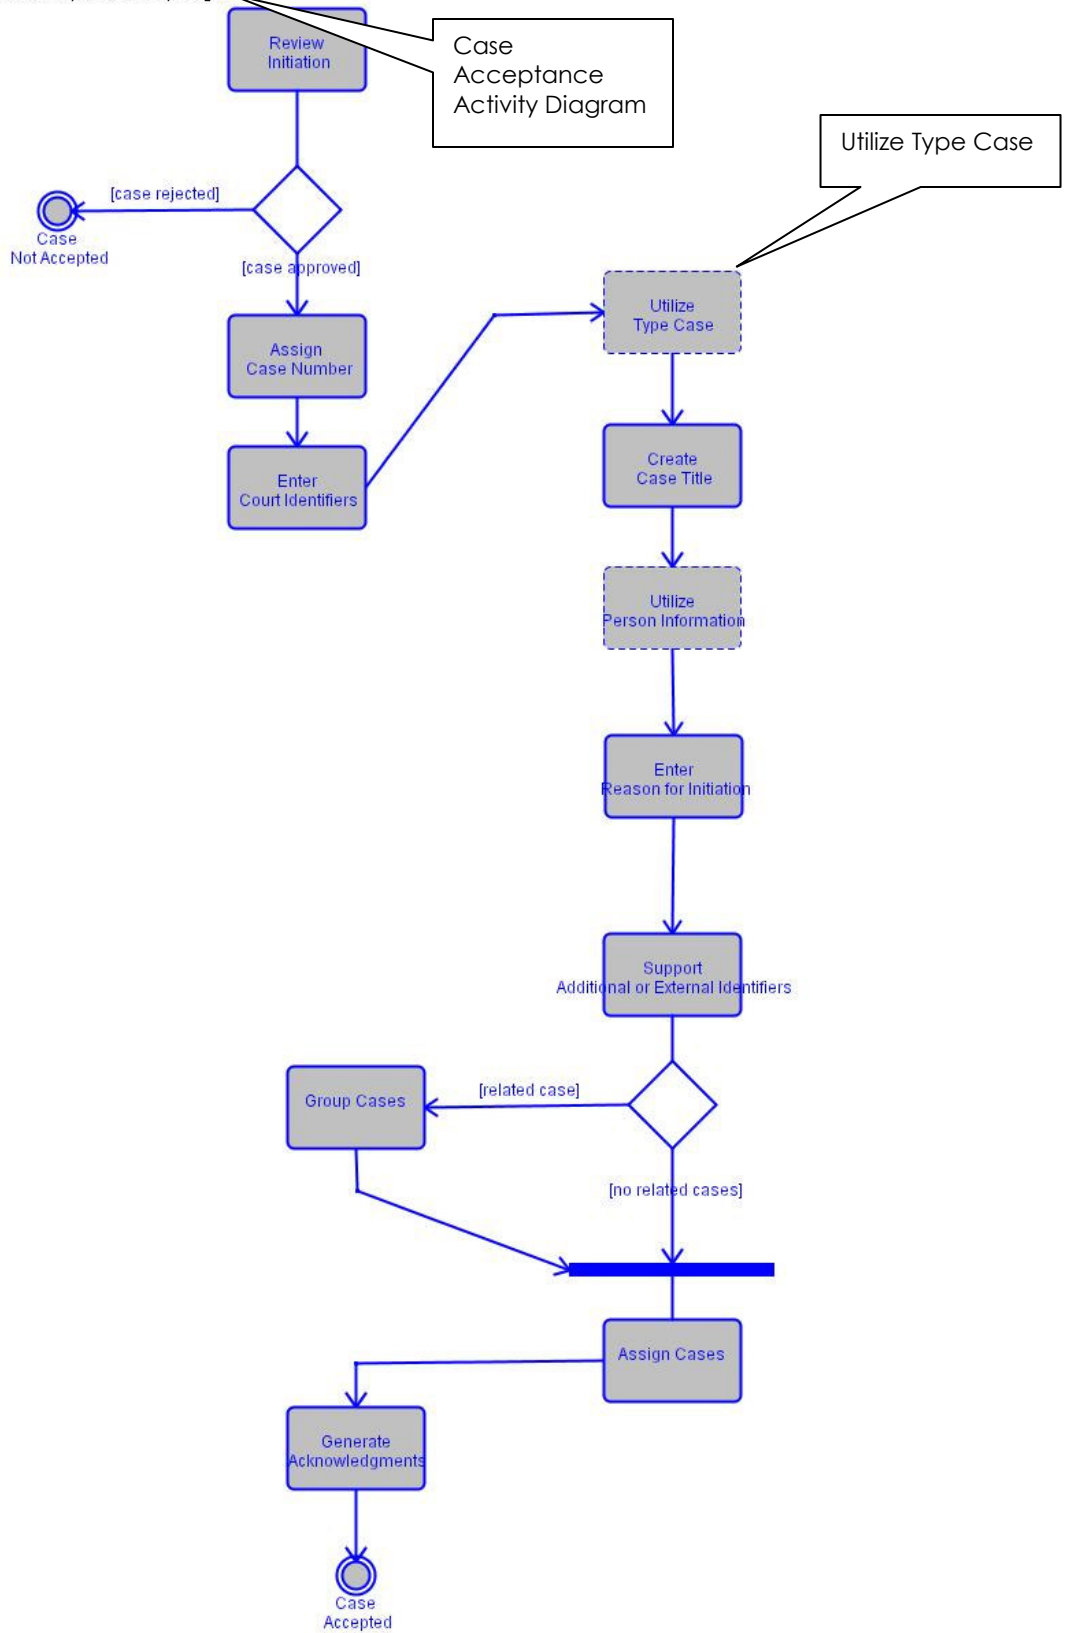 Review
Initiation
Case
Acceptance
Activity Diagram
Utilize Type Case
[case rejected]
Case
Not Accepted
[case approved]
Assign
Case Number
Enter
Court Identifiers
Utilize
Type Case
Create
Case Title
Utilize
Person Information
Enter
Reason for Initiation
Support
Additional or External Identifiers
[related case]
Group Cases
[no related cases]
Assign Cases
Generate
Acknowledgments
Case
Accepted